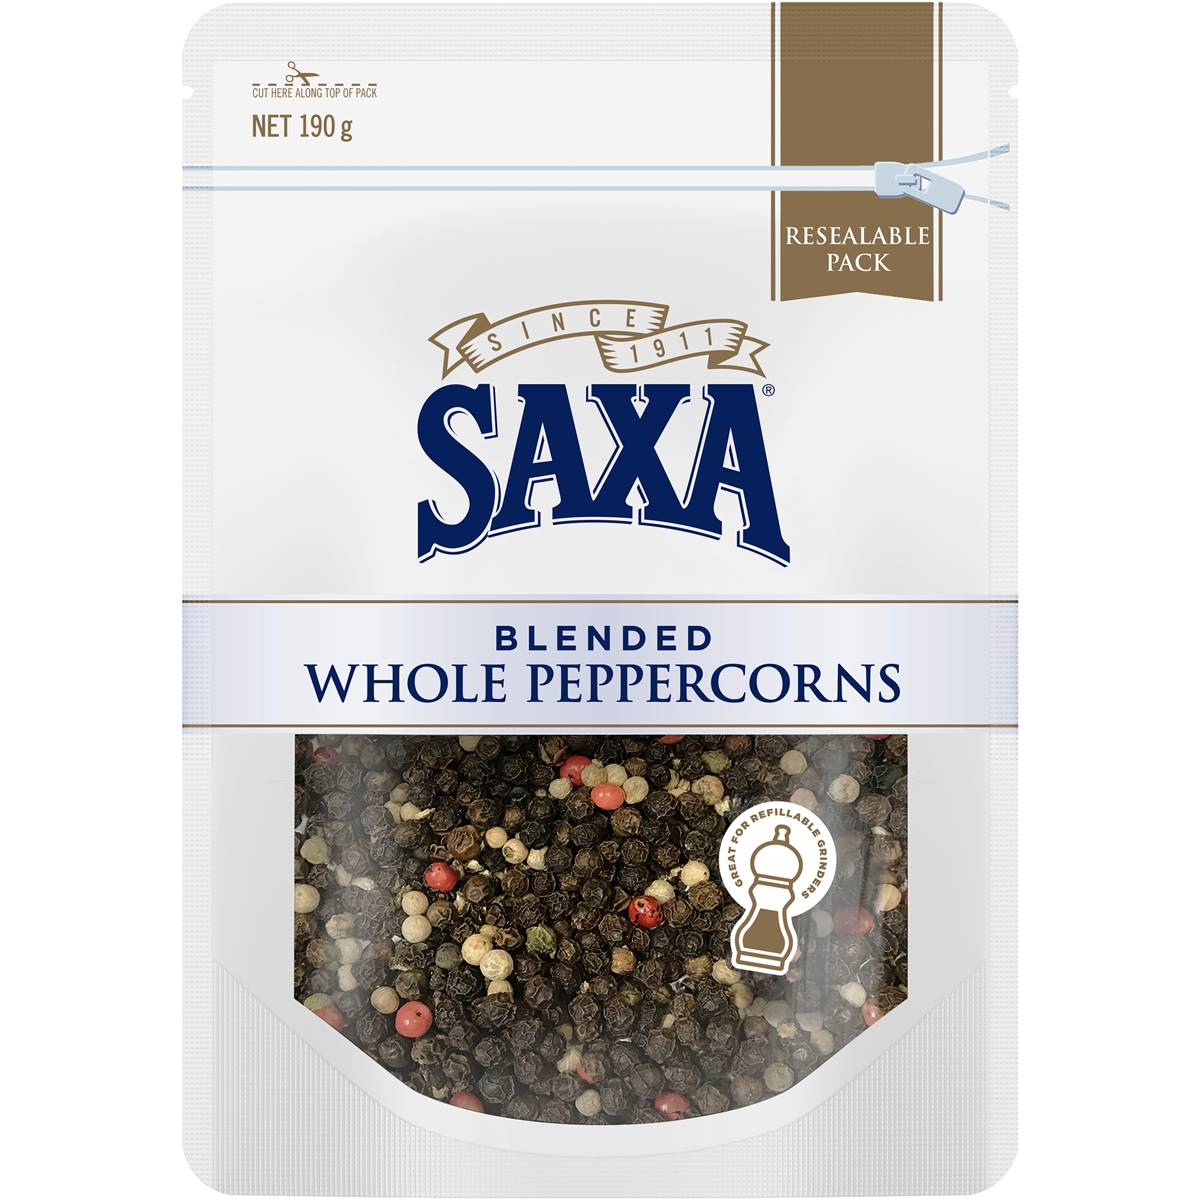 CUT HERE ALONG TOP OF PACK
NET 190 g
RESEALABLE
PACK
SINCE
1911
SAXA®
BLENDED
WHOLE PEPPERCORNS
GREAT FOR REFILLABLE GRINDERS